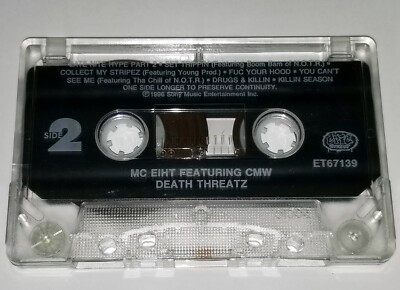 NITE HYPE PART 2 • SET TRIPPIN (Featuring Boom Bam of N.O.T.R.)
COLLECT MY STRIPEZ (Featuring Young Prod.) • FUC YOUR HOOD • YOU CAN'T
SEE ME (Featuring Tha Chill of N.O.T.R.) • DRUGS & KILLIN • KILLIN SEASON
ONE SIDE LONGER TO PRESERVE CONTINUITY.
© 1996 Sony Music Entertainment Inc.
SIDE 2
ET67139
MC EIHT FEATURING CMW
DEATH THREATZ